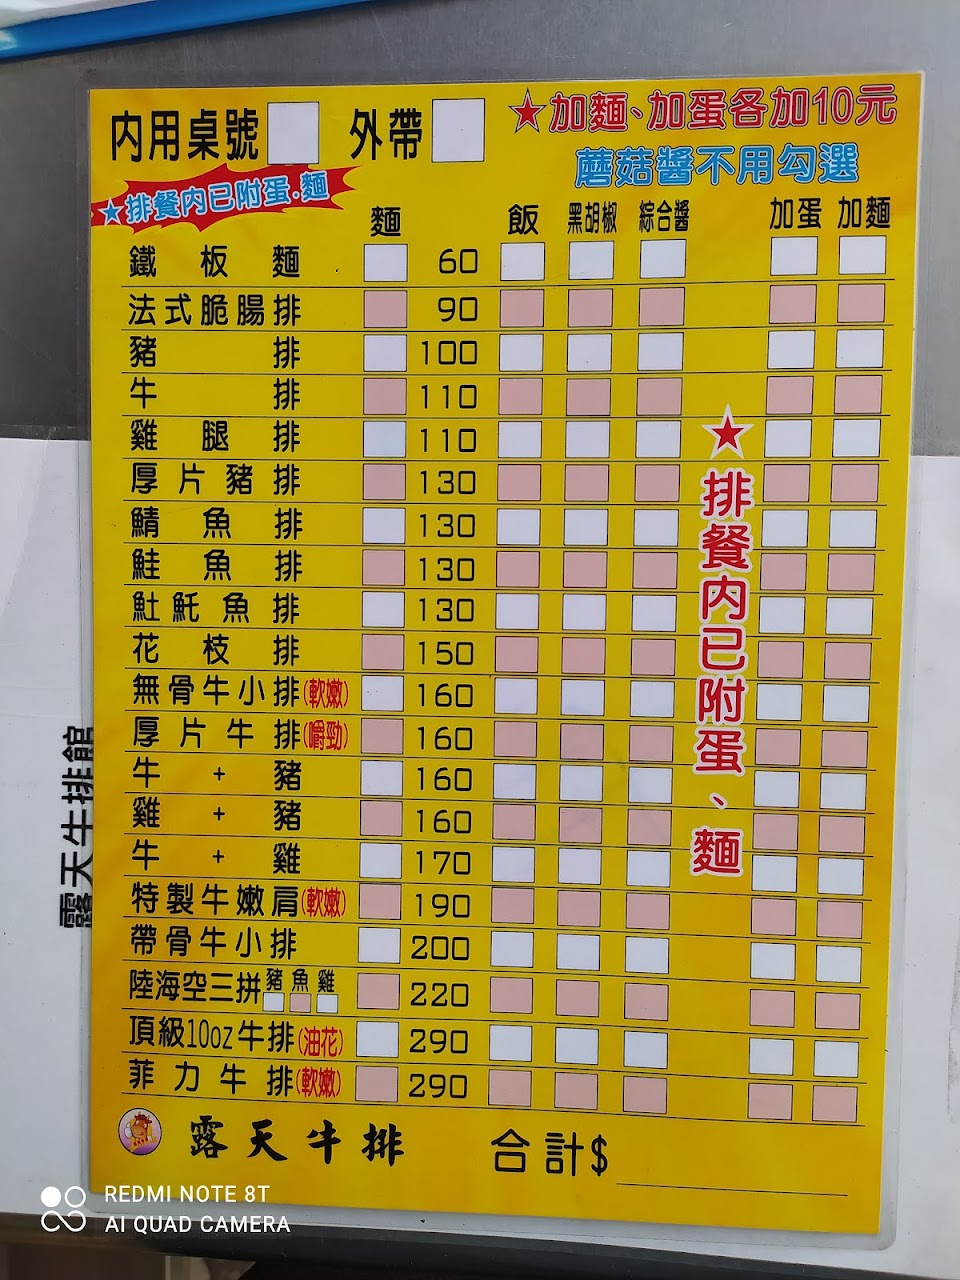 內用桌號 外帶 ★加麵、加蛋各加10元
蘑菇醬不用勾選
★排餐內已附蛋.麵
麵 飯 黑胡椒 綜合醬 加蛋 加麵
鐵板麵 60
法式脆腸排 90
豬排 100
牛排 110
雞腿排 110
厚片豬排 130
鯖魚排 130
鮭魚排 130
魠魠魚排 130
花枝排 150
無骨牛小排(軟嫩) 160
厚片牛排(嚼勁) 160
牛+豬 160
雞+豬 160
牛+雞 170
特製牛嫩肩(軟嫩) 190
帶骨牛小排 200
陸海空三拼 豬 魚 雞 220
頂級10oz牛排(油花) 290
菲力牛排(軟嫩) 290
★排餐內已附蛋、麵
露天牛排 合計$
露天牛排館
REDMI NOTE 8T
AI QUAD CAMERA